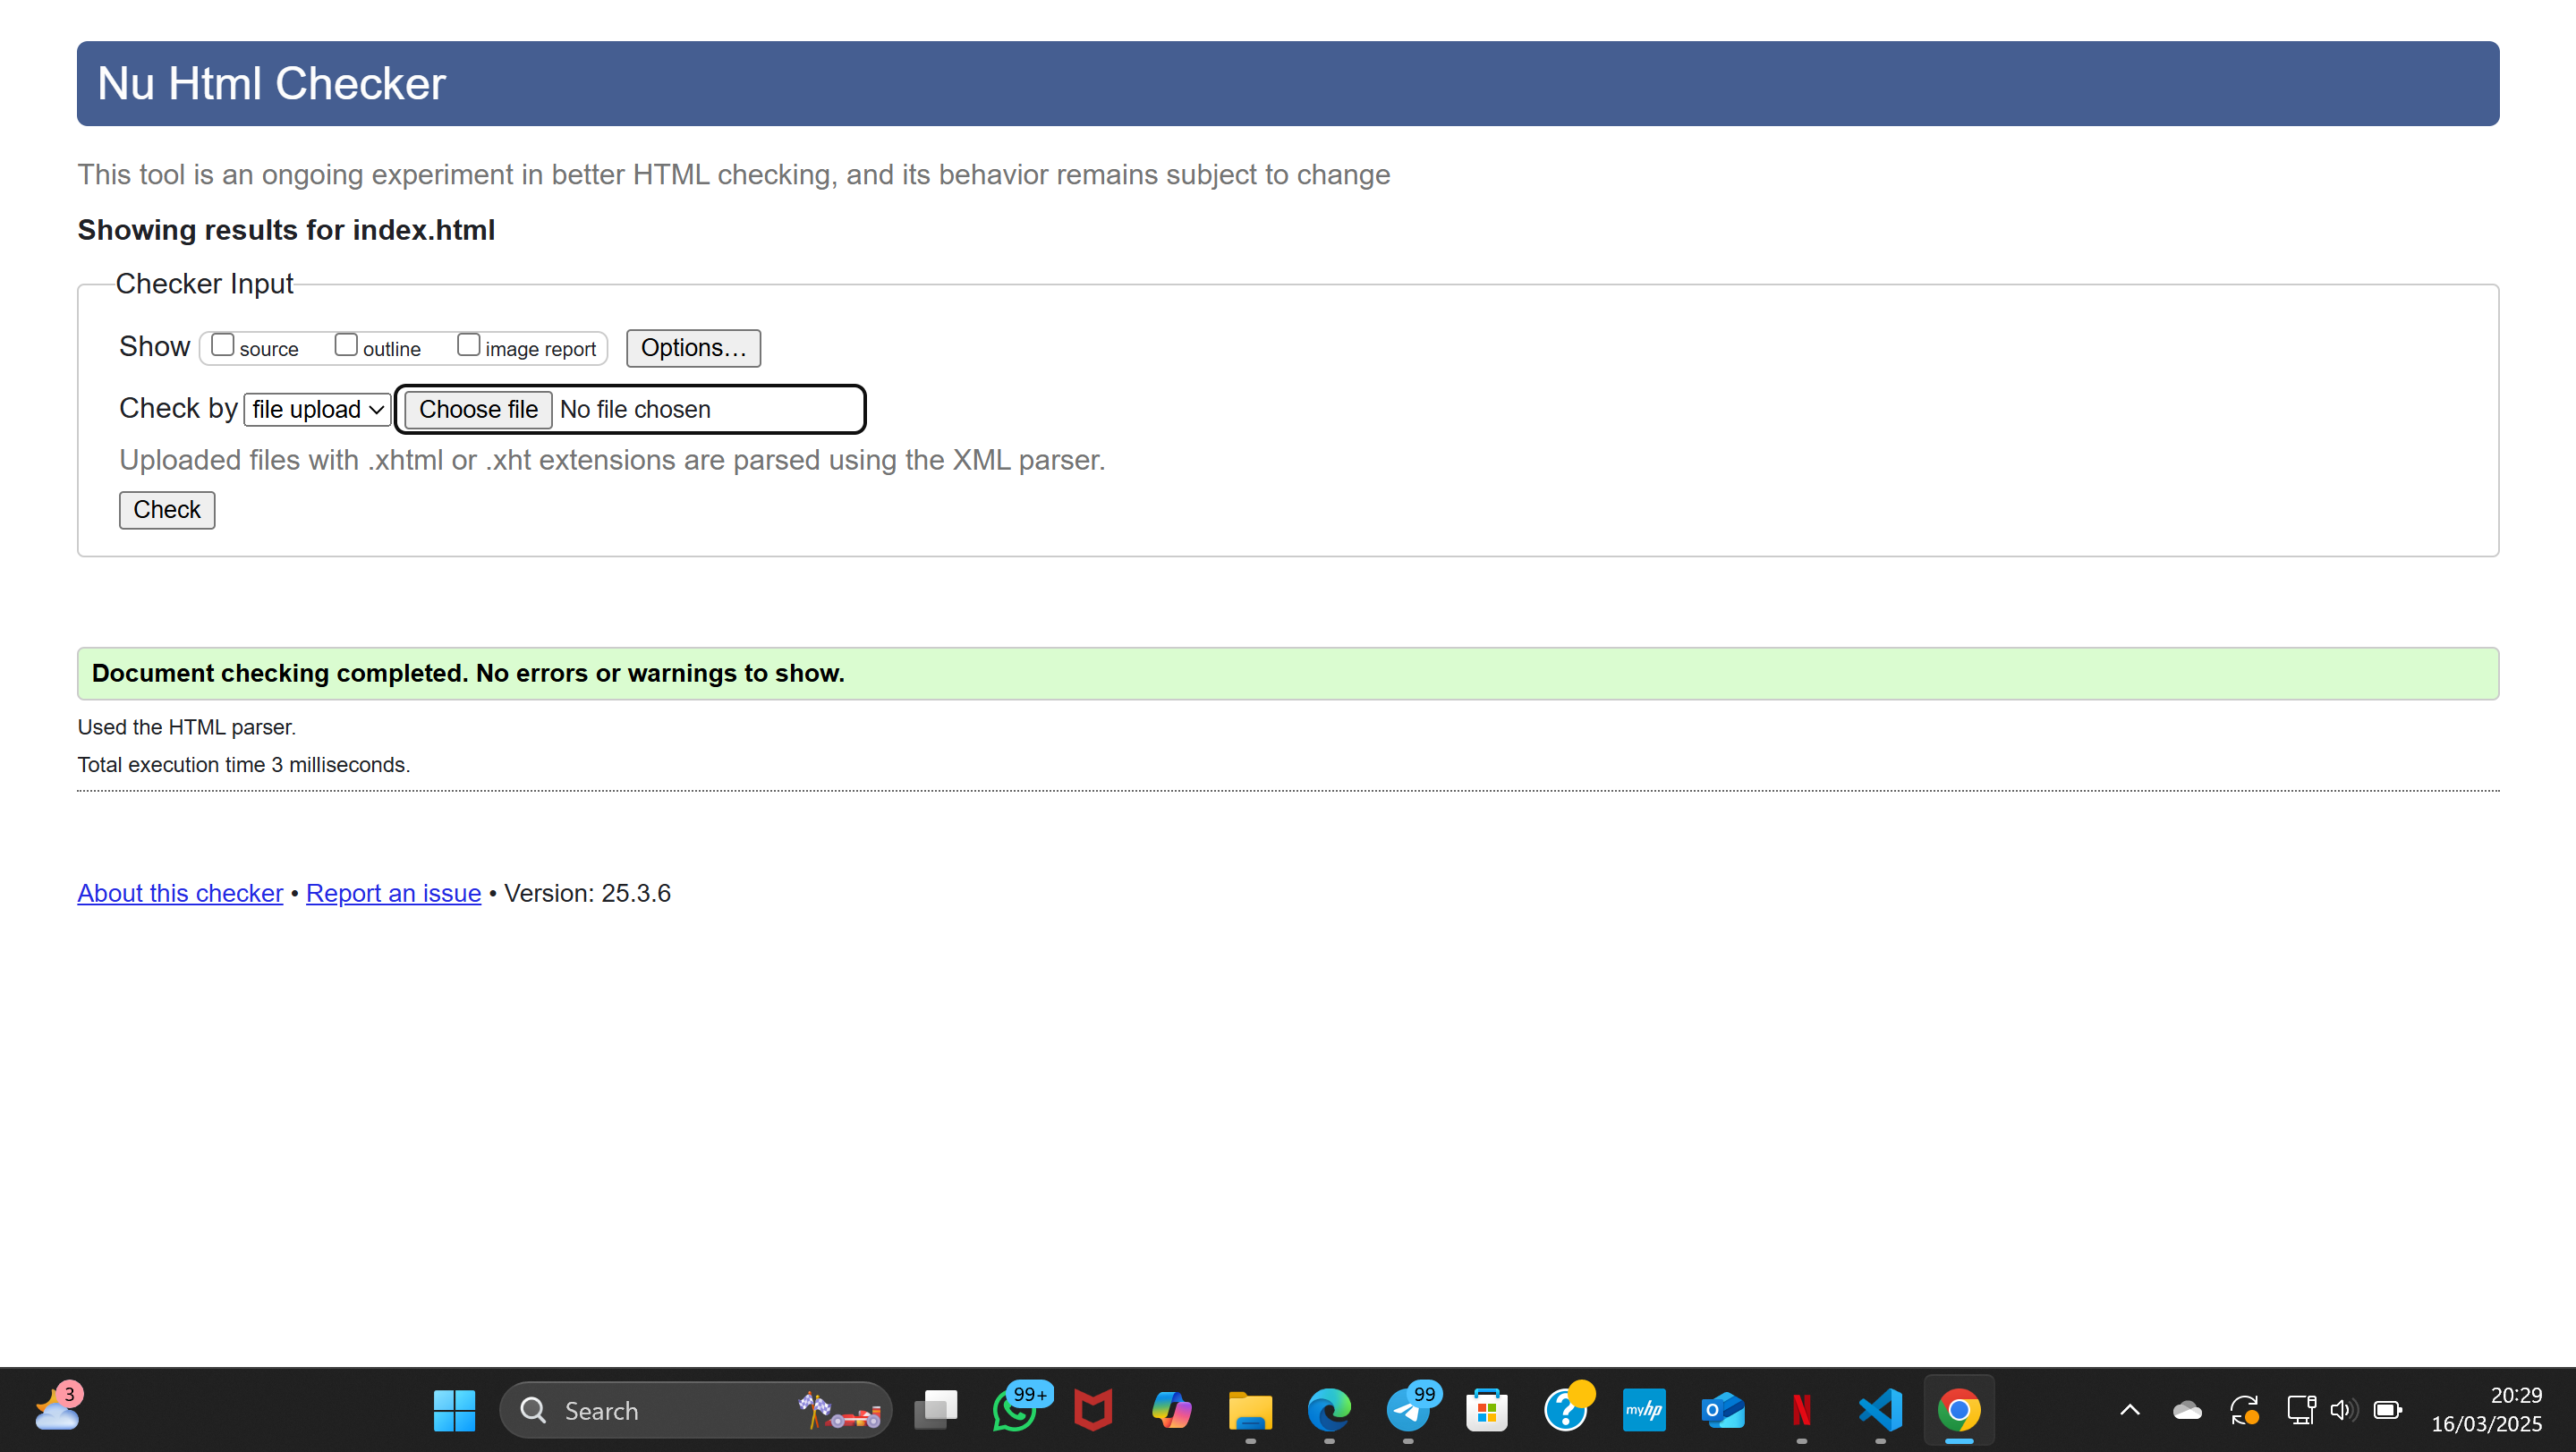 Nu Html Checker
This tool is an ongoing experiment in better HTML checking, and its behavior remains subject to change
Showing results for index.html
Checker Input
Show source outline image report Options…
Check by file upload Choose file No file chosen
Uploaded files with .xhtml or .xht extensions are parsed using the XML parser.
Check
Document checking completed. No errors or warnings to show.
Used the HTML parser.
Total execution time 3 milliseconds.
About this checker • Report an issue • Version: 25.3.6
3
Search
99+
99
?
myhp
O
N
20:29
16/03/2025